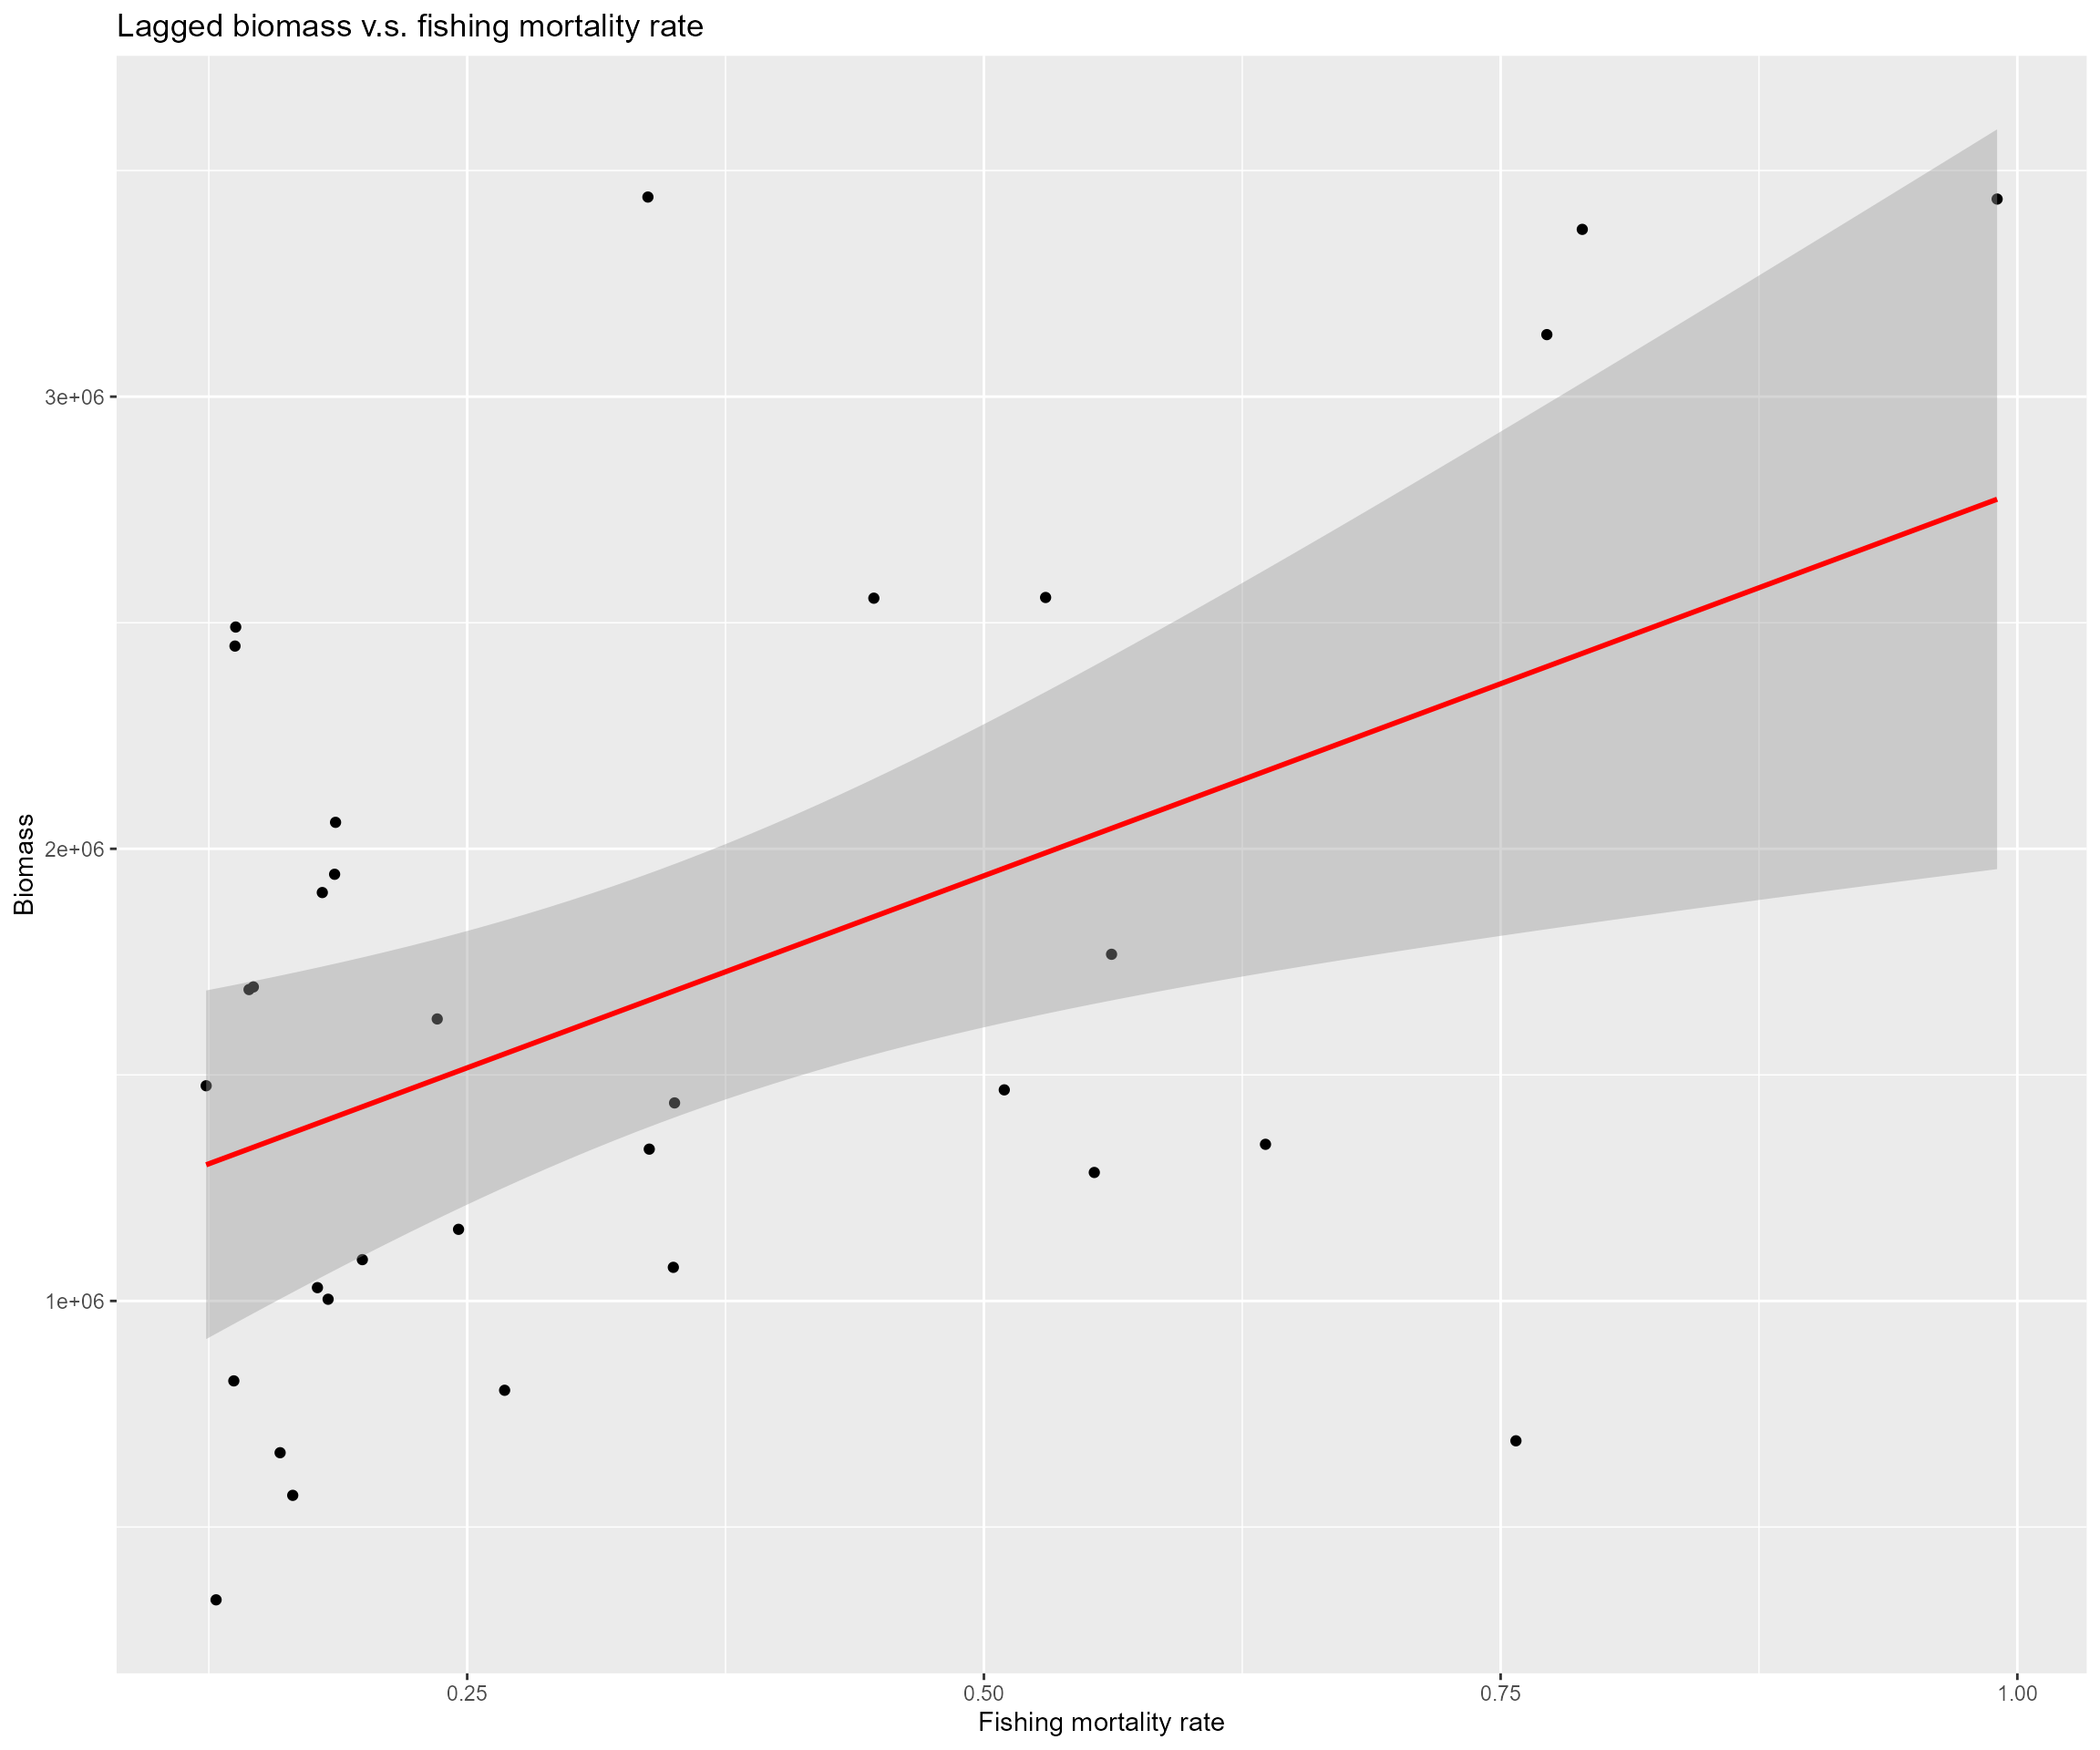 Lagged biomass v.s. fishing mortality rate
3e+06
2e+06
1e+06
Biomass
0.25
0.50
0.75
1.00
Fishing mortality rate